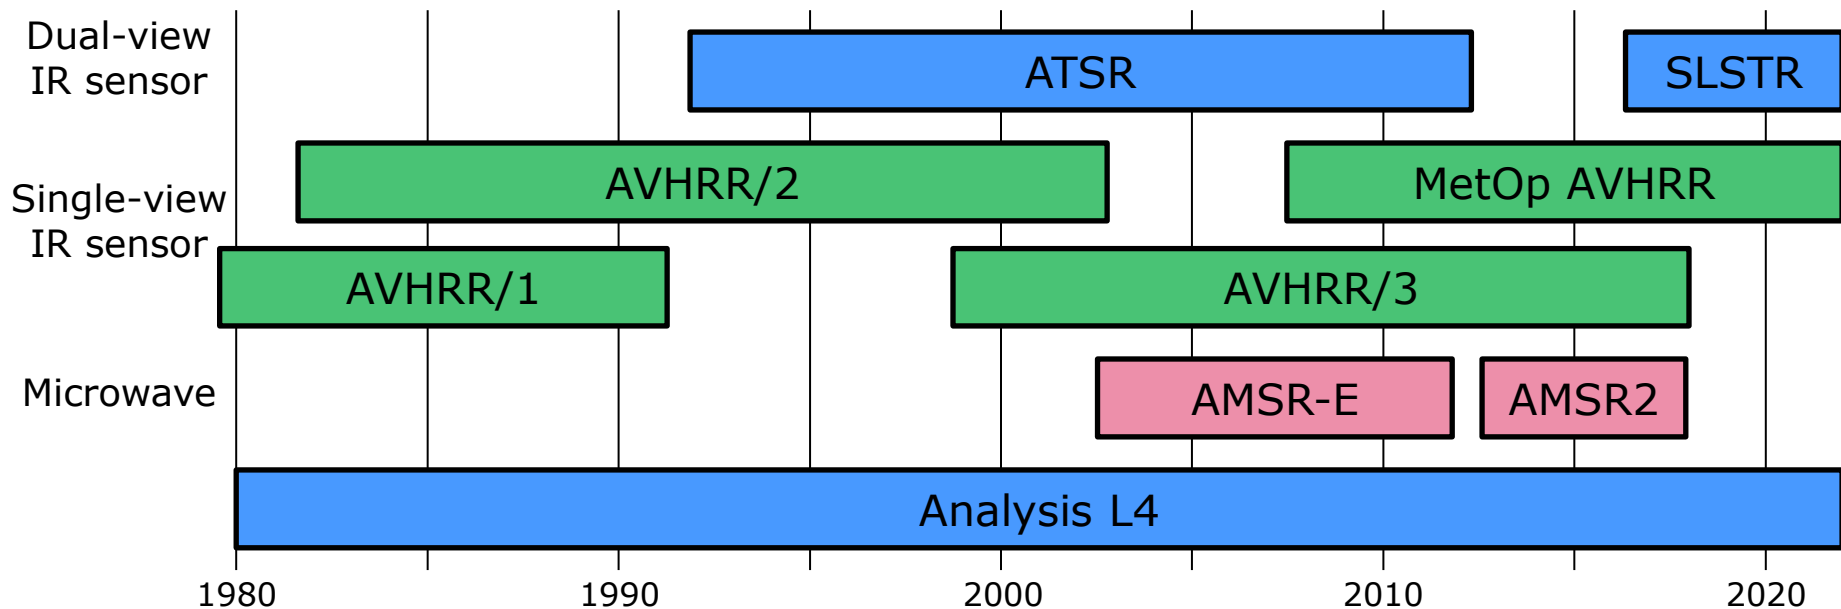 Dual-view
IR sensor
ATSR
SLSTR
AVHRR/2
MetOp AVHRR
Single-view
IR sensor
AVHRR/1
AVHRR/3
Microwave
AMSR-E
AMSR2
Analysis L4
1980
1990
2000
2010
2020